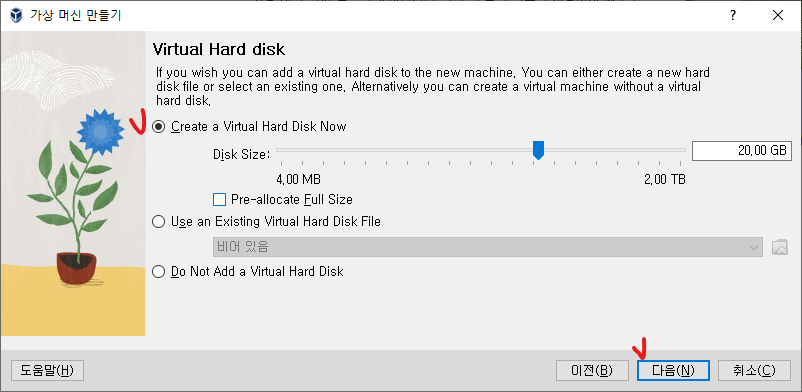 가상 머신 만들기
Virtual Hard disk
If you wish you can add a virtual hard disk to the new machine. You can either create a new hard
disk file or select an existing one. Alternatively you can create a virtual machine without a virtual
hard disk.
Create a Virtual Hard Disk Now
Disk Size:
20,00 GB
4,00 MB
2,00 TB
Pre-allocate Full Size
Use an Existing Virtual Hard Disk File
비어 있음
Do Not Add a Virtual Hard Disk
도움말(H)
이전(B)
다음(N)
취소(C)